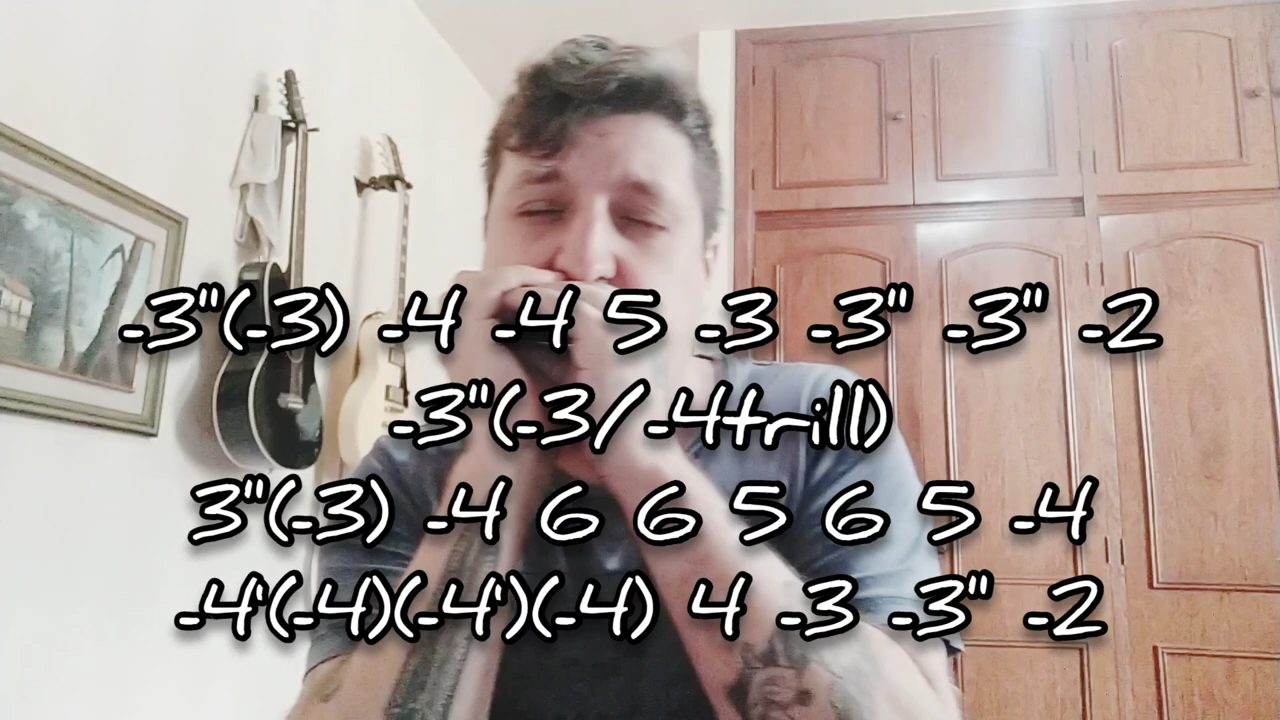 -3"(-3) -4 -4 5 -3 -3" -3" -2
-3"(-3/-4trill)
3"(-3) -4 6 6 5 6 5 -4
-4'(-4)(-4')(-4) 4 -3 -3" -2